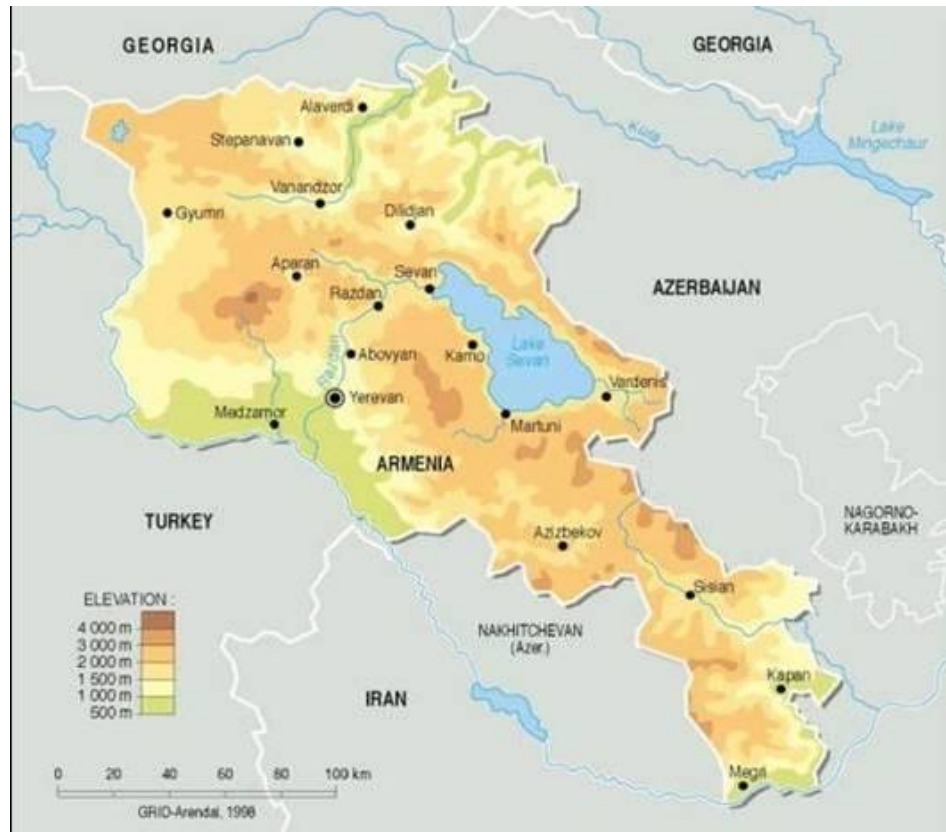 GEORGIA
GEORGIA
Alaverdi
Kura
Lake
Mingechaur
Stepanavan
Vanandzor
Gyumri
Dilidjan
Aparan
Sevan
Razdan
AZERBAIJAN
Razdan
Abovyan
Kamo
Lake
Sevan
Vardenis
Yerevan
Medzamor
Martuni
ARMENIA
TURKEY
NAGORNO-
KARABAKH
Azizbekov
Sisian
ELEVATION :
4 000 m
3 000 m
2 000 m
1 500 m
1 000 m
500 m
NAKHITCHEVAN
(Azer.)
Kapan
IRAN
Megri
0 20 40 60 80 100 km
GRID-Arendal, 1998